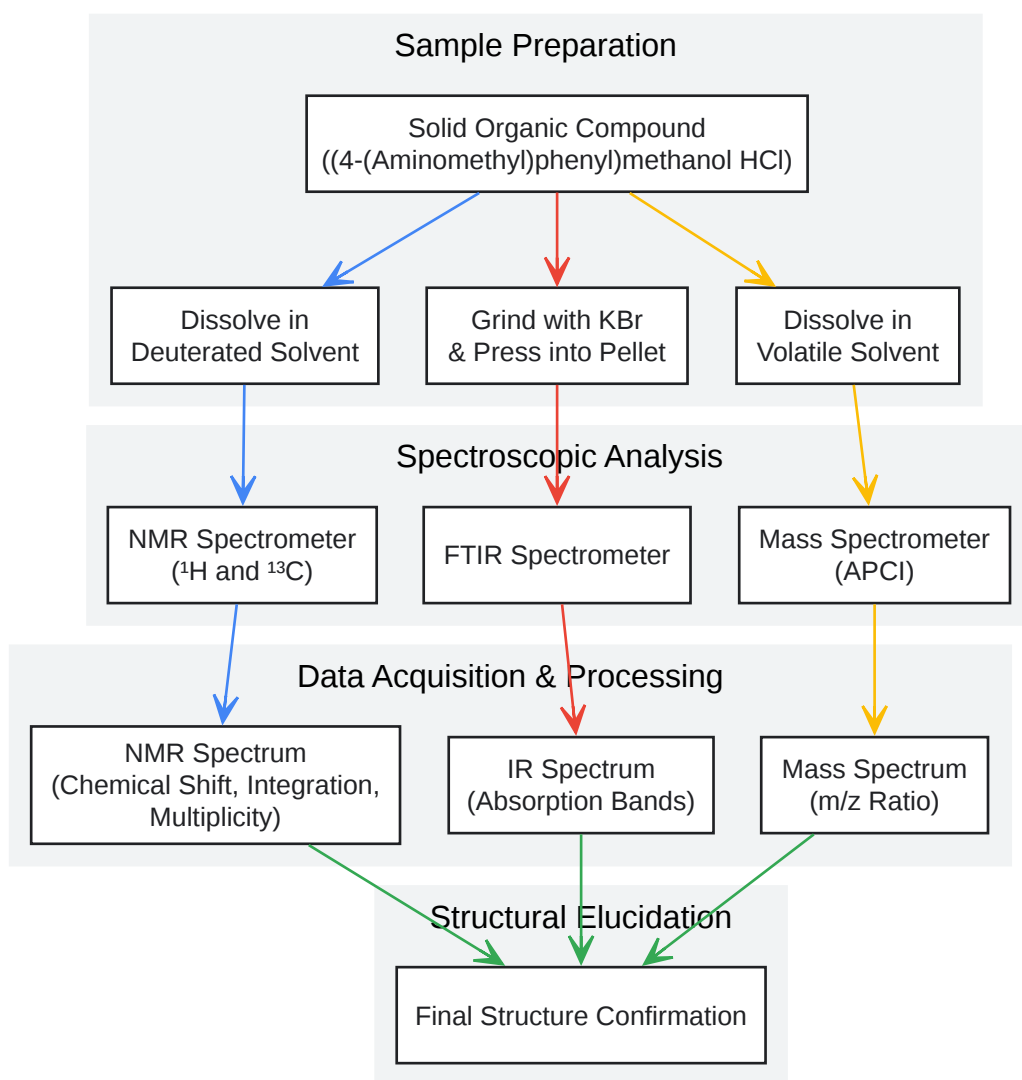 Sample Preparation
Solid Organic Compound
((4-(Aminomethyl)phenyl)methanol HCl)
Dissolve in
Deuterated Solvent
Grind with KBr
& Press into Pellet
Dissolve in
Volatile Solvent
Spectroscopic Analysis
NMR Spectrometer
(¹H and ¹³C)
FTIR Spectrometer
Mass Spectrometer
(APCI)
Data Acquisition & Processing
NMR Spectrum
(Chemical Shift, Integration,
Multiplicity)
IR Spectrum
(Absorption Bands)
Mass Spectrum
(m/z Ratio)
Structural Elucidation
Final Structure Confirmation